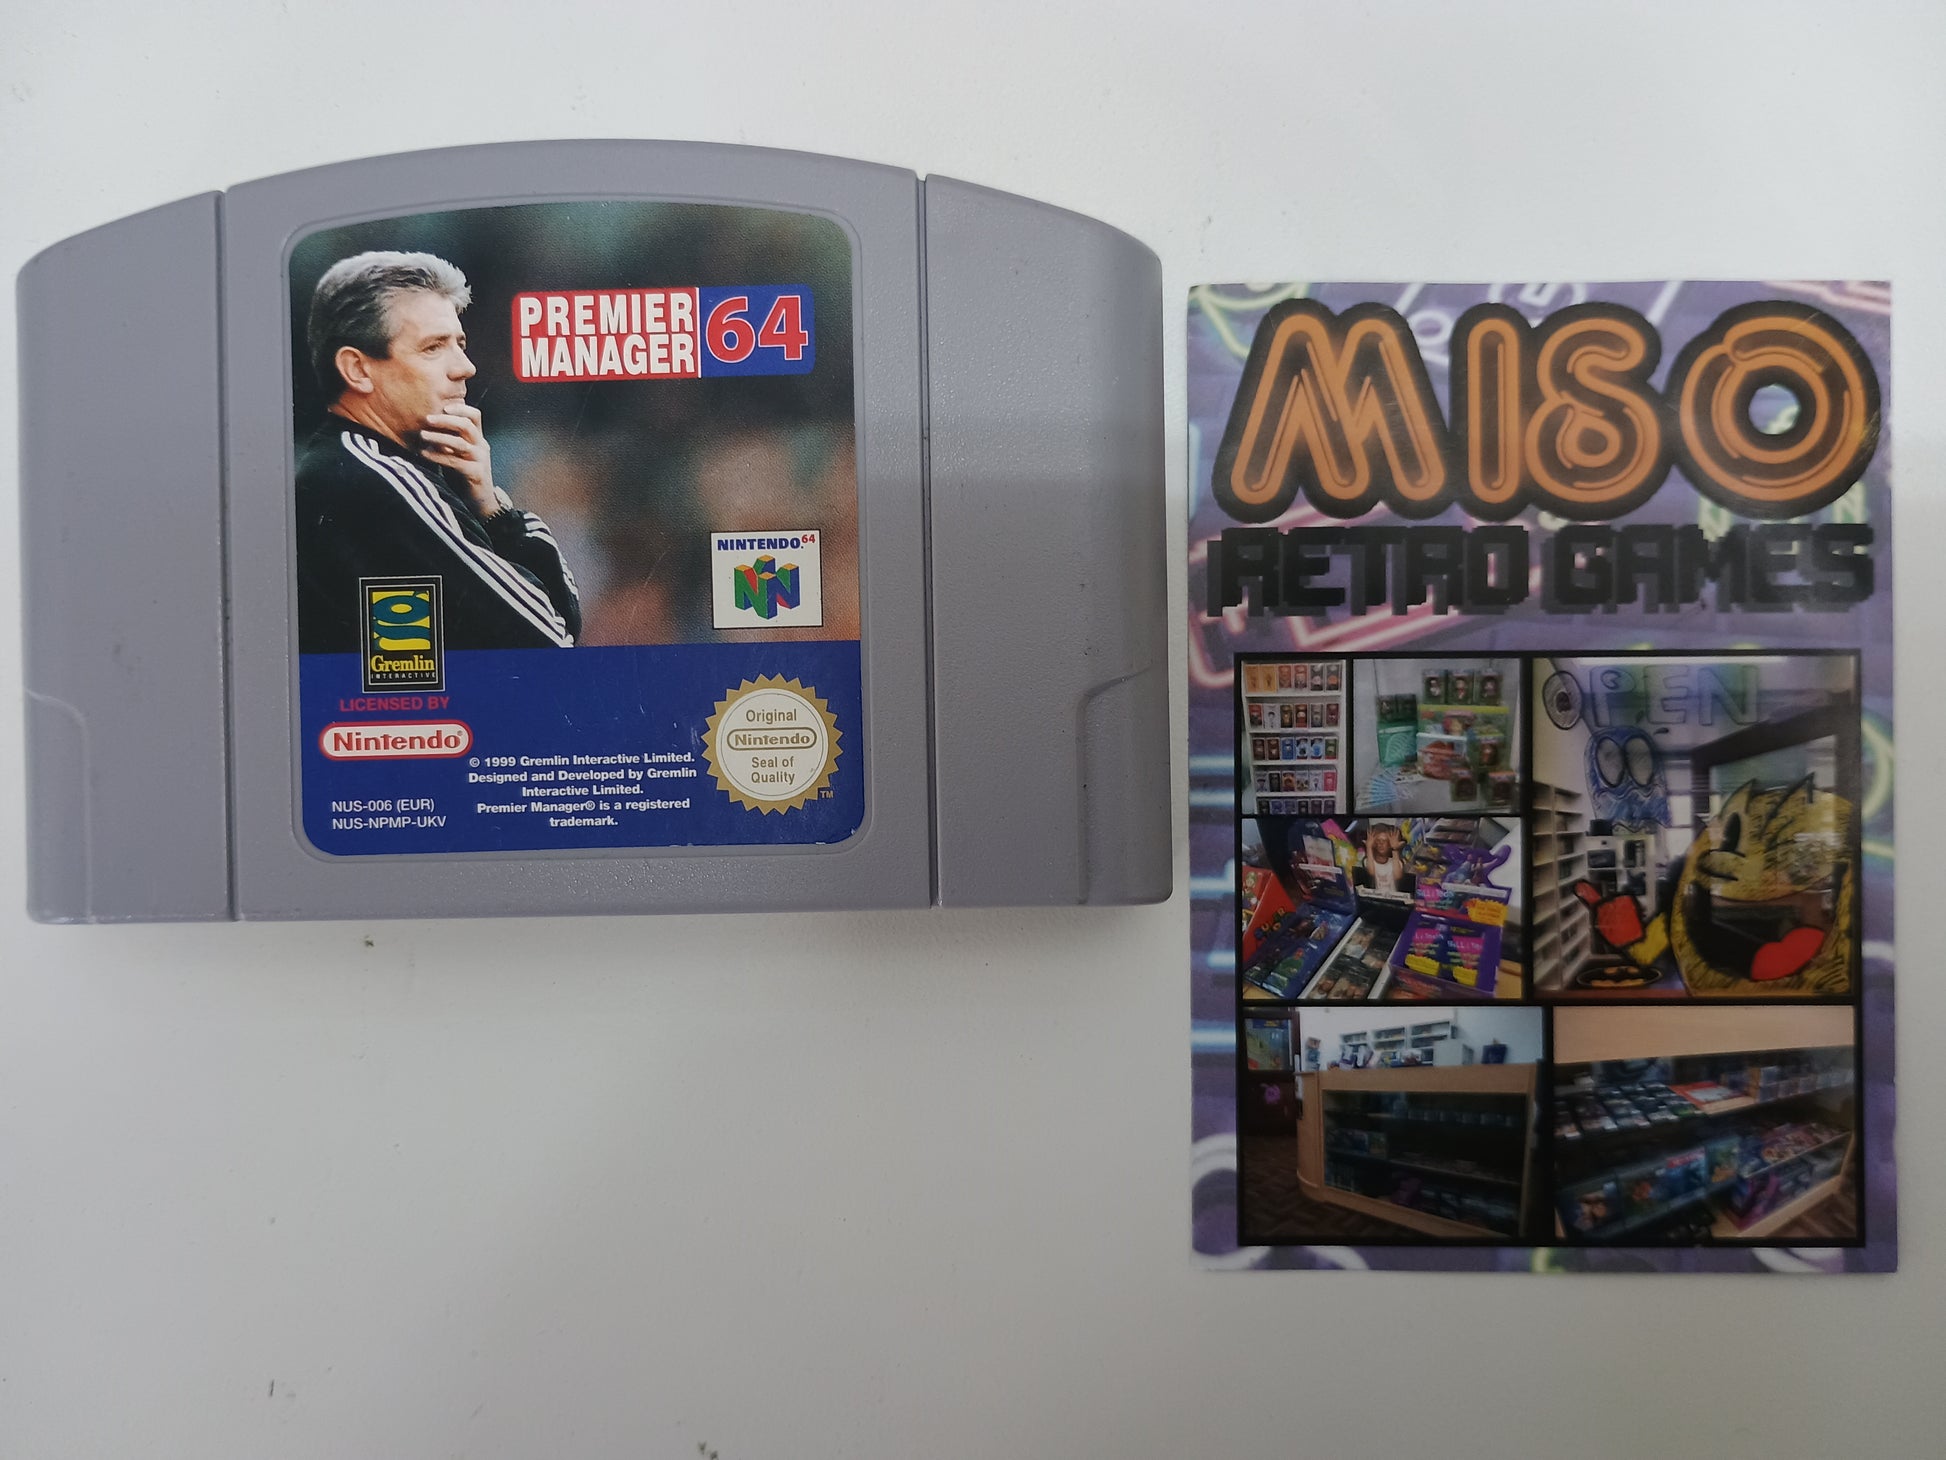 PREMIER
MANAGER
64
NINTENDO.64
Gremlin
INTERACTIVE
LICENSED BY
Nintendo®
© 1999 Gremlin Interactive Limited.
Designed and Developed by Gremlin
Interactive Limited.
Premier Manager® is a registered
trademark.
NUS-006 (EUR)
NUS-NPMP-UKV
Original
Nintendo
Seal of
Quality
TM
MISO
RETRO GAMES
OPEN